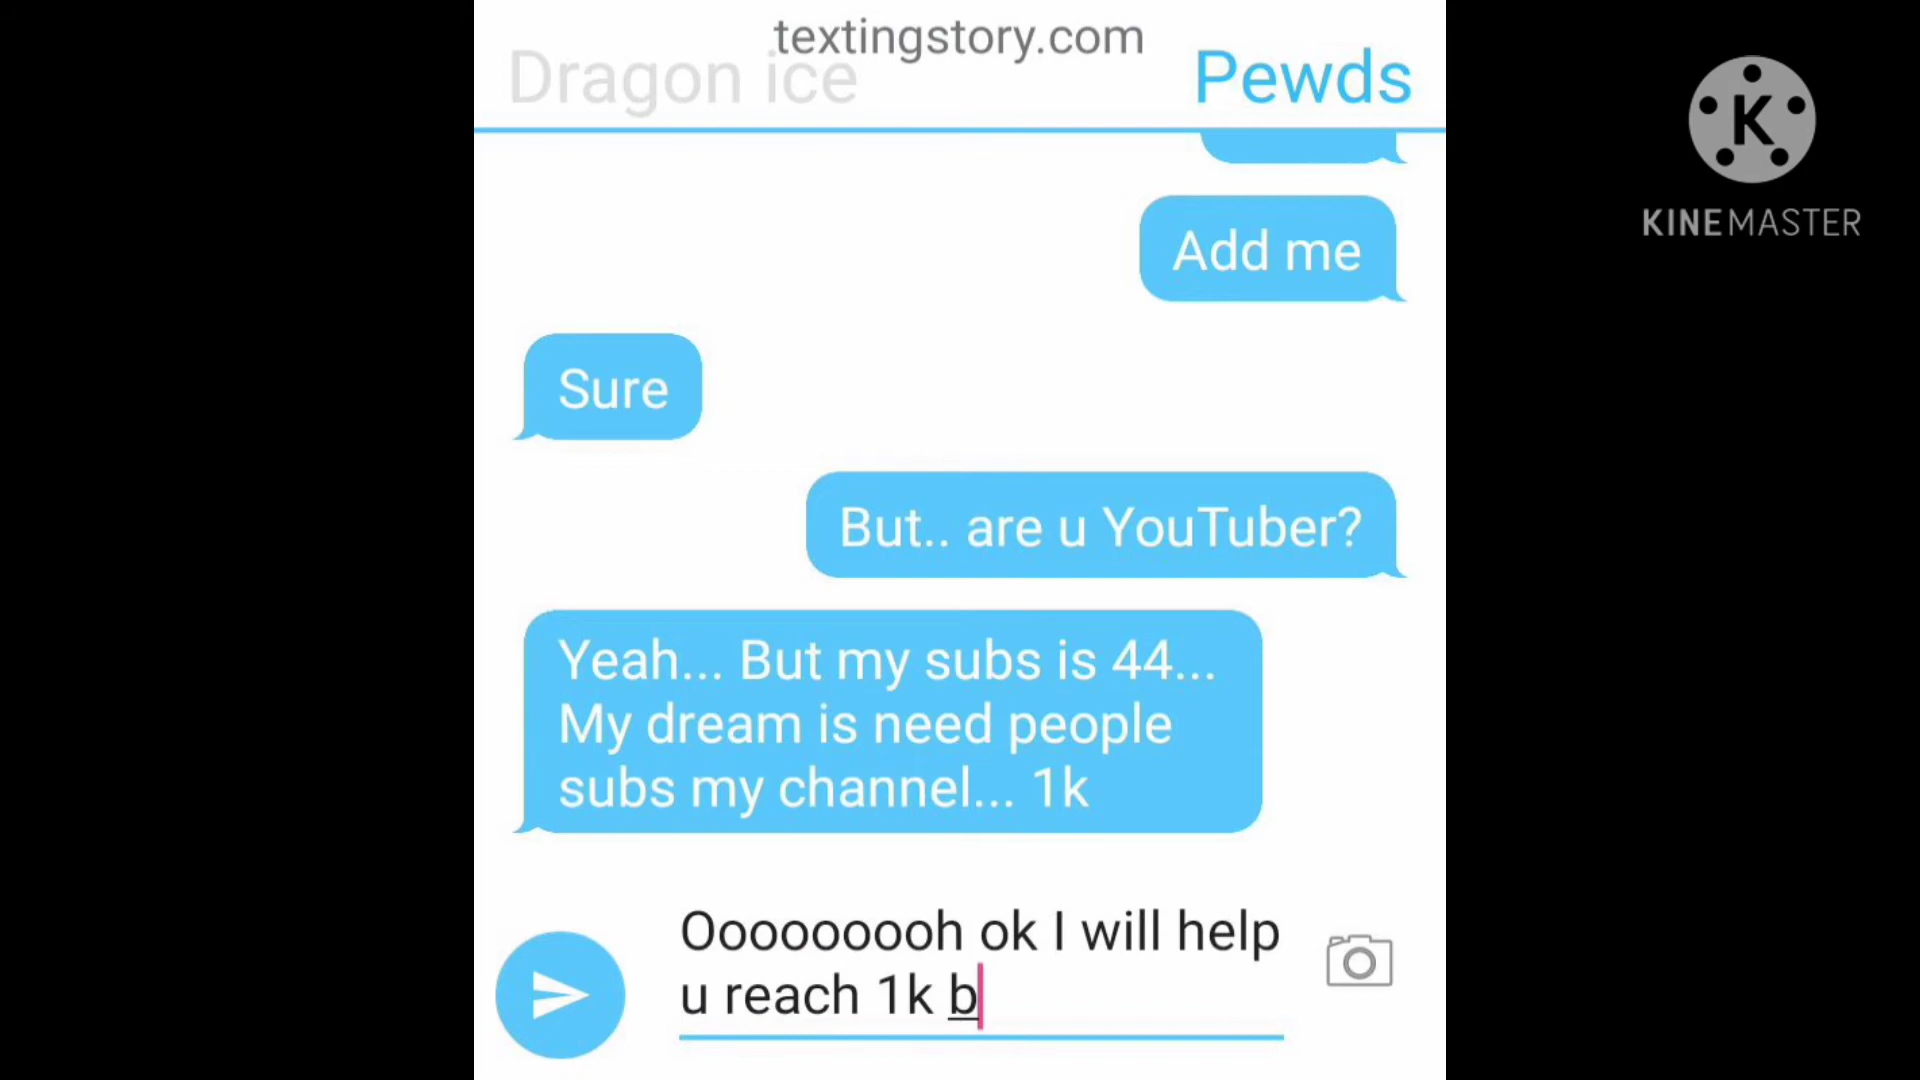 textingstory.com
Dragon ice
Pewds
KINEMASTER
Add me
Sure
But.. are u YouTuber?
Yeah... But my subs is 44...
My dream is need people
subs my channel... 1k
Ooooooooh ok I will help
u reach 1k b